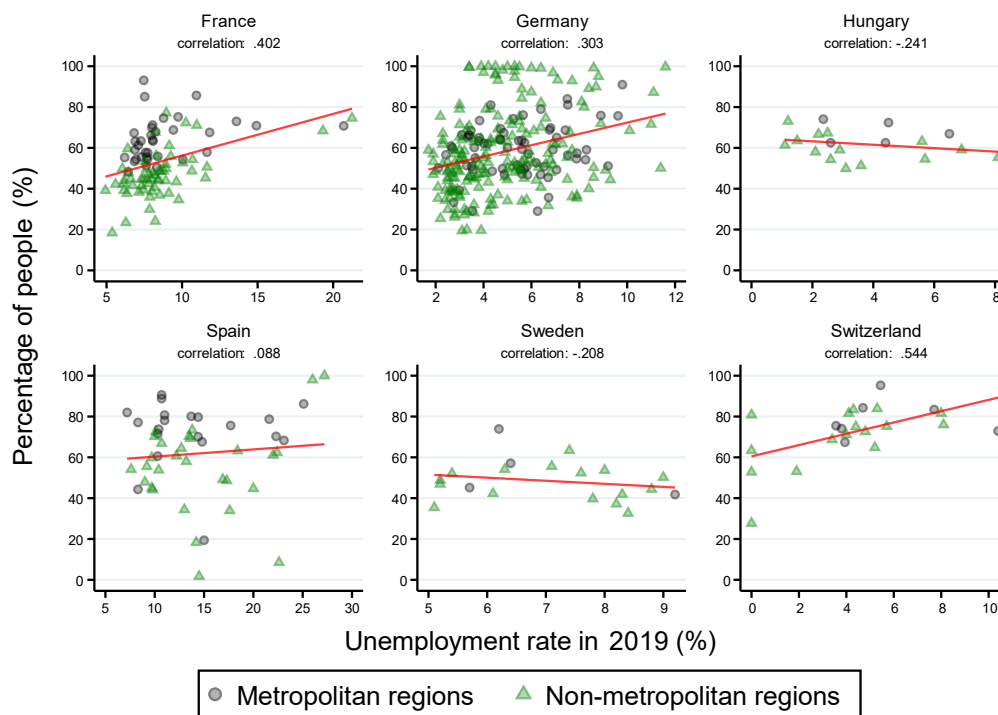 France
correlation: .402
Germany
correlation: .303
Hungary
correlation: -.241
Percentage of people (%)
100
80
60
40
20
0
5 10 15 20
100
80
60
40
20
0
2 4 6 8 10 12
100
80
60
40
20
0
0 2 4 6 8
Spain
correlation: .088
Sweden
correlation: -.208
Switzerland
correlation: .544
100
80
60
40
20
0
5 10 15 20 25 30
100
80
60
40
20
0
5 6 7 8 9
100
80
60
40
20
0
0 2 4 6 8 10
Unemployment rate in 2019 (%)
Metropolitan regions Non-metropolitan regions